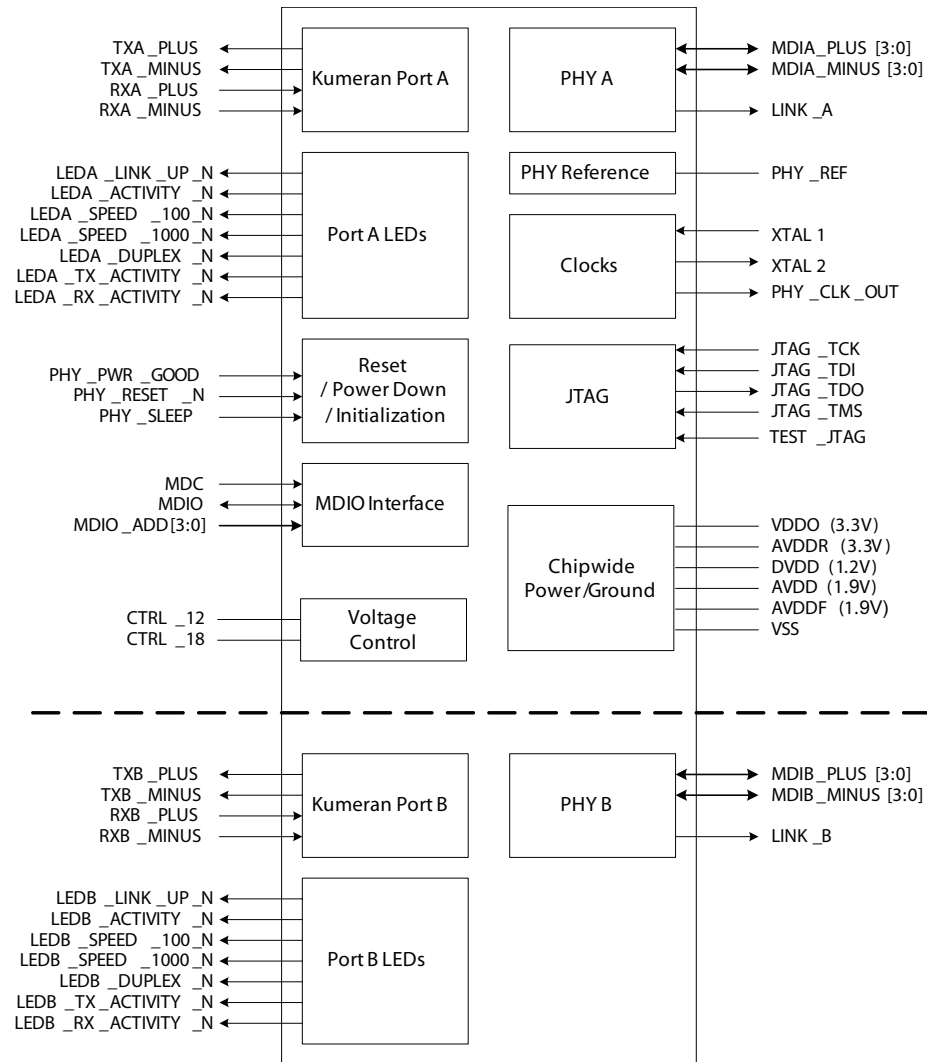 TXA _PLUS
TXA _MINUS
RXA _PLUS
RXA _MINUS
Kumeran Port A
PHY A
MDIA_PLUS [3:0]
MDIA_MINUS [3:0]
LINK _A
LEDA _LINK _UP _N
LEDA _ACTIVITY _N
LEDA _SPEED _100 _N
LEDA _SPEED _1000 _N
LEDA _DUPLEX _N
LEDA _TX _ACTIVITY _N
LEDA _RX _ACTIVITY _N
Port A LEDs
PHY Reference
PHY _REF
Clocks
XTAL 1
XTAL 2
PHY _CLK _OUT
PHY _PWR _GOOD
PHY _RESET _N
PHY _SLEEP
Reset
/ Power Down
/ Initialization
JTAG
JTAG _TCK
JTAG _TDI
JTAG _TDO
JTAG _TMS
TEST _JTAG
MDC
MDIO
MDIO _ADD[3:0]
MDIO Interface
Chipwide
Power/Ground
VDDO (3.3V)
AVDDR (3.3V)
DVDD (1.2V)
AVDD (1.9V)
AVDDF (1.9V)
VSS
CTRL _12
CTRL _18
Voltage
Control
TXB _PLUS
TXB _MINUS
RXB _PLUS
RXB _MINUS
Kumeran Port B
PHY B
MDIB_PLUS [3:0]
MDIB_MINUS [3:0]
LINK _B
LEDB _LINK _UP _N
LEDB _ACTIVITY _N
LEDB _SPEED _100 _N
LEDB _SPEED _1000 _N
LEDB _DUPLEX _N
LEDB _TX _ACTIVITY _N
LEDB _RX _ACTIVITY _N
Port B LEDs